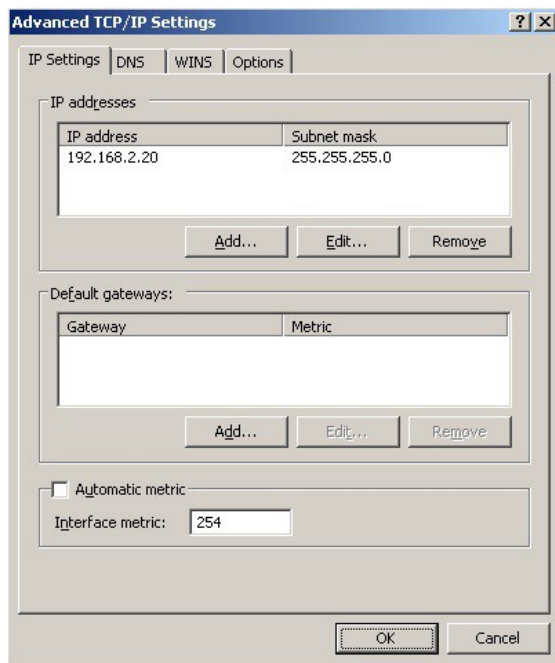 Advanced TCP/IP Settings
IP Settings DNS WINS Options
IP addresses
IP address Subnet mask
192.168.2.20 255.255.255.0
Add... Edit... Remove
Default gateways:
Gateway Metric
Add... Edit... Remove
Automatic metric
Interface metric: 254
OK Cancel